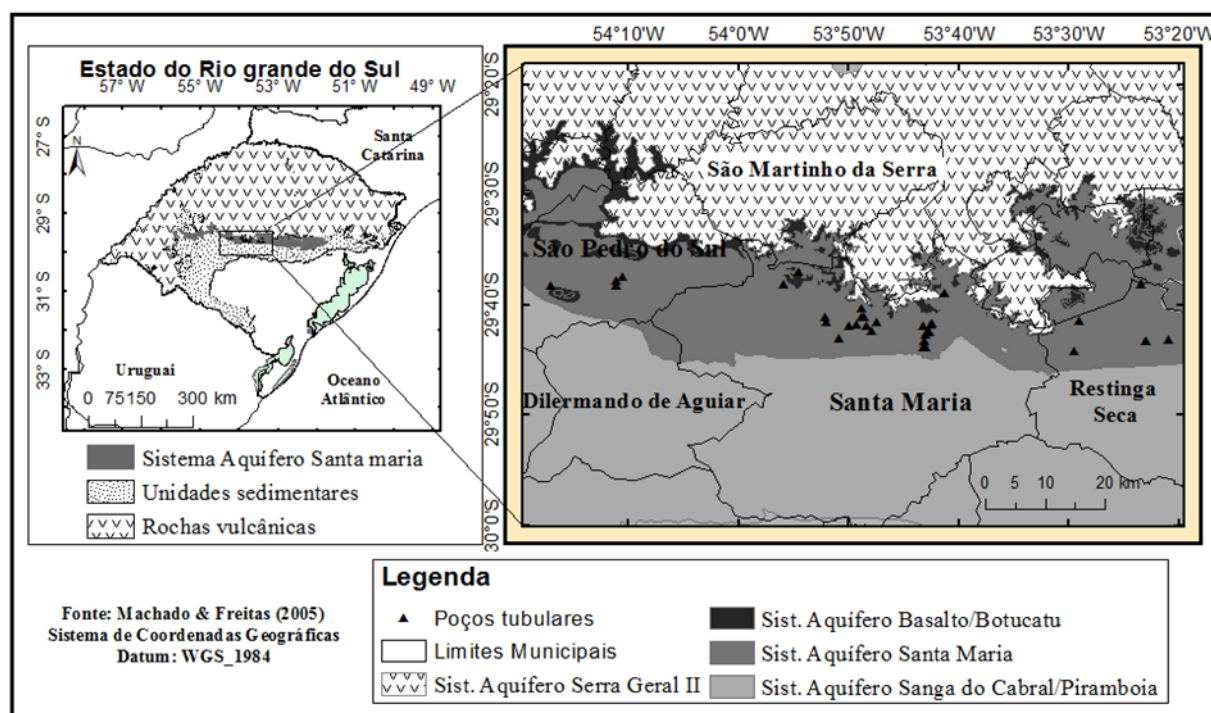 Estado do Rio grande do Sul
57° W 55° W 53° W 51° W 49° W
27° S
29° S
31° S
33° S
N
Santa
Catarina
Uruguai
Oceano
Atlântico
0 75150 300 km
Sistema Aquífero Santa maria
Unidades sedimentares
Rochas vulcânicas
54°10'W 54°0'W 53°50'W 53°40'W 53°30'W 53°20'W
29°20'S
29°30'S
29°40'S
29°50'S
30°0'S
São Martinho da Serra
São Pedro do Sul
Dilermando de Aguiar
Santa Maria
Restinga
Seca
0 5 10 20 km
Fonte: Machado & Freitas (2005)
Sistema de Coordenadas Geográficas
Datum: WGS_1984
Legenda
Poços tubulares
Limites Municipais
Sist. Aquífero Serra Geral II
Sist. Aquífero Basalto/Botucatu
Sist. Aquífero Santa Maria
Sist. Aquífero Sanga do Cabral/Piramboia